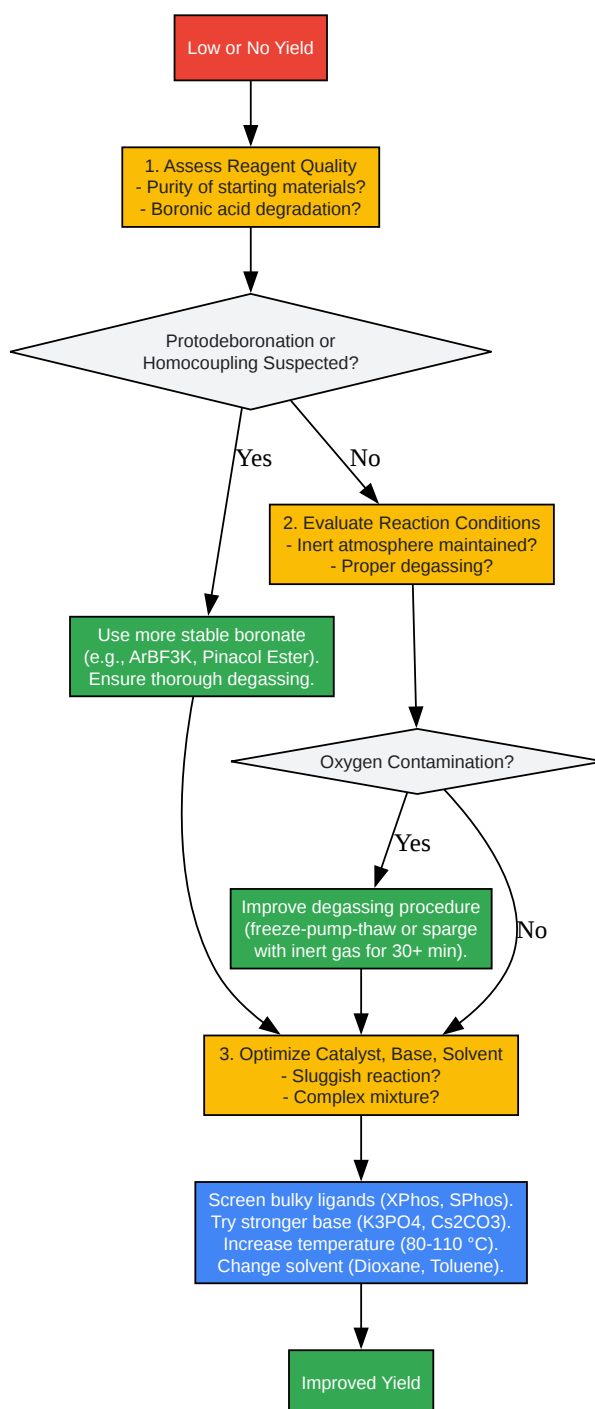 Low or No Yield
1. Assess Reagent Quality
- Purity of starting materials?
- Boronic acid degradation?
Protodeboronation or
Homocoupling Suspected?
Yes
No
2. Evaluate Reaction Conditions
- Inert atmosphere maintained?
- Proper degassing?
Use more stable boronate
(e.g., ArBF3K, Pinacol Ester).
Ensure thorough degassing.
Oxygen Contamination?
Yes
Improve degassing procedure
(freeze-pump-thaw or sparge
with inert gas for 30+ min).
No
3. Optimize Catalyst, Base, Solvent
- Sluggish reaction?
- Complex mixture?
Screen bulky ligands (XPhos, SPhos).
Try stronger base (K3PO4, Cs2CO3).
Increase temperature (80-110 °C).
Change solvent (Dioxane, Toluene).
Improved Yield